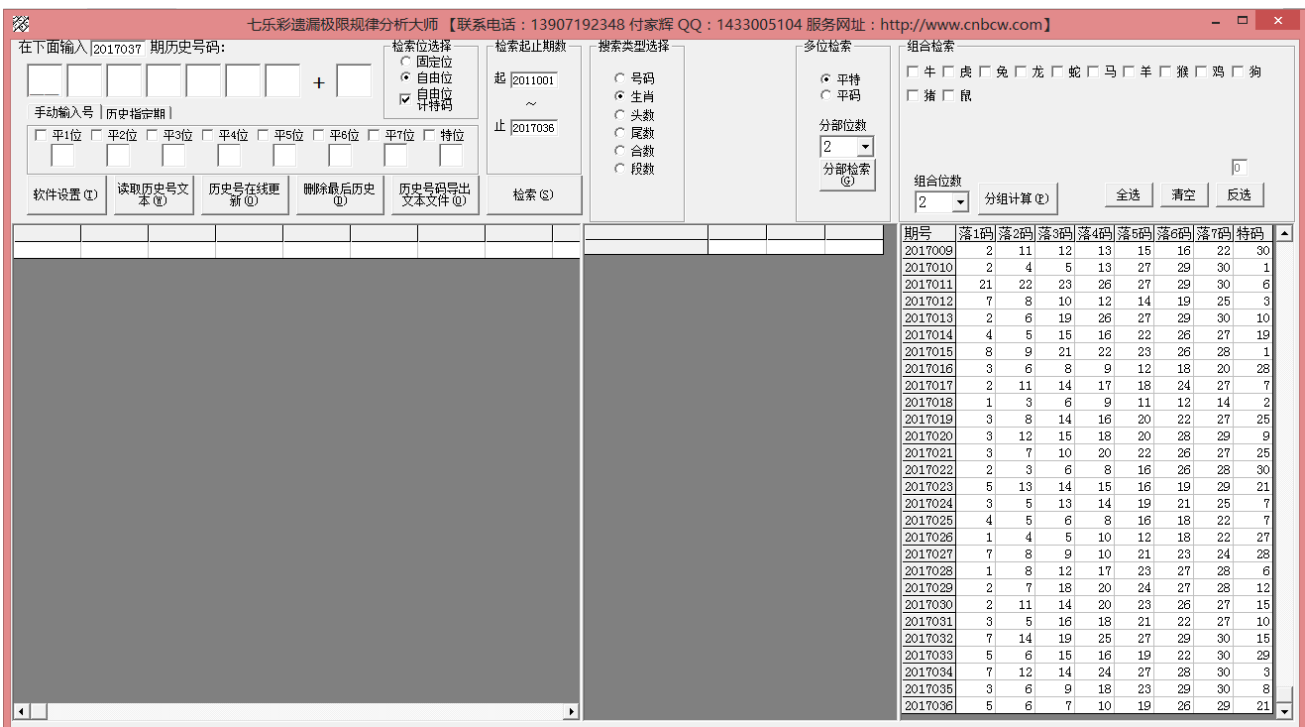 七乐彩遗漏极限规律分析大师 【联系电话：13907192348 付家辉 QQ：1433005104 服务网址：http://www.cnbcw.com】
在下面输入 2017037 期历史号码:
+
手动输入号 历史指定期
平1位 平2位 平3位 平4位 平5位 平6位 平7位 特位
软件设置(I) 读取历史号文本(W) 历史号在线更新(U) 删除最后历史(D) 历史号码导出文本文件(O)
检索位选择
固定位
自由位
自由位计特码
检索起止期数
起 2011001
~
止 2017036
检索(S)
搜索类型选择
号码
生肖
头数
尾数
合数
段数
多位检索
平特
平码
分部位数
2
分部检索(G)
组合检索
牛 虎 兔 龙 蛇 马 羊 猴 鸡 狗
猪 鼠
0
组合位数
2 分组计算(P) 全选 清空 反选
期号 落1码 落2码 落3码 落4码 落5码 落6码 落7码 特码
2017009 2 11 12 13 15 16 22 30
2017010 2 4 5 13 27 29 30 1
2017011 21 22 23 26 27 29 30 6
2017012 7 8 10 12 14 19 25 3
2017013 2 6 19 26 27 29 30 10
2017014 4 5 15 16 22 26 27 19
2017015 8 9 21 22 23 26 28 1
2017016 3 6 8 9 12 18 20 28
2017017 2 11 14 17 18 24 27 7
2017018 1 3 6 9 11 12 14 2
2017019 3 8 14 16 20 22 27 25
2017020 3 12 15 18 20 28 29 9
2017021 3 7 10 20 22 26 27 25
2017022 2 3 6 8 16 26 28 30
2017023 5 13 14 15 16 19 29 21
2017024 3 5 13 14 19 21 25 7
2017025 4 5 6 8 16 18 22 7
2017026 1 4 5 10 12 18 22 27
2017027 7 8 9 10 21 23 24 28
2017028 1 8 12 17 23 27 28 6
2017029 2 7 18 20 24 27 28 12
2017030 2 11 14 20 23 26 27 15
2017031 3 5 16 18 21 22 27 10
2017032 7 14 19 25 27 29 30 15
2017033 5 6 15 16 19 22 30 29
2017034 7 12 14 24 27 28 30 3
2017035 3 6 9 18 23 29 30 8
2017036 5 6 7 10 19 26 29 21